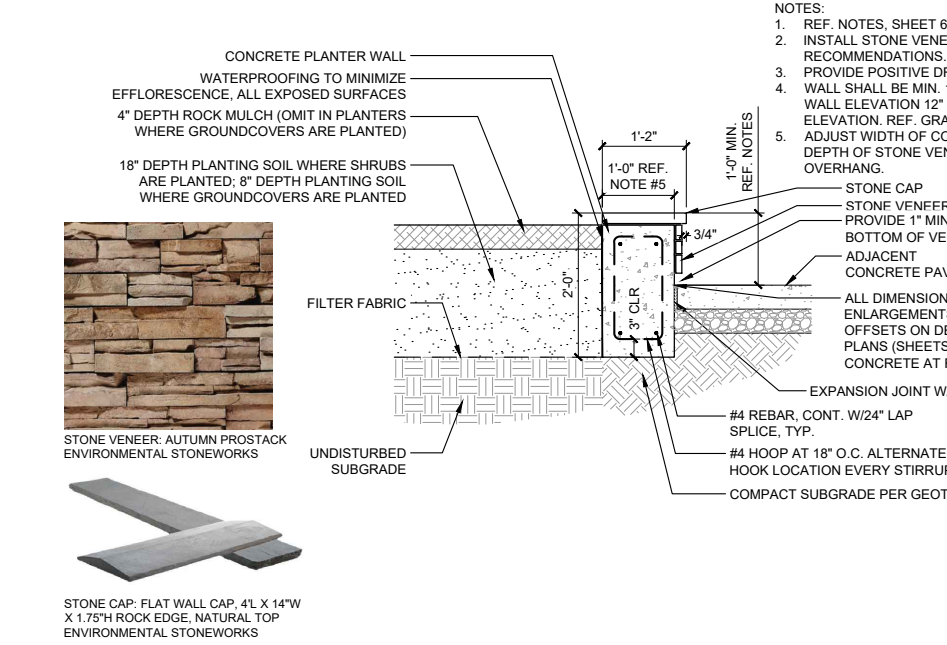 NOTES:
1. REF. NOTES, SHEET 6
2. INSTALL STONE VENE
RECOMMENDATIONS.
3. PROVIDE POSITIVE DR
4. WALL SHALL BE MIN. 1
WALL ELEVATION 12"
ELEVATION. REF. GRA
5. ADJUST WIDTH OF CO
DEPTH OF STONE VEN
OVERHANG.
CONCRETE PLANTER WALL
WATERPROOFING TO MINIMIZE
EFFLORESCENCE, ALL EXPOSED SURFACES
4" DEPTH ROCK MULCH (OMIT IN PLANTERS
WHERE GROUNDCOVERS ARE PLANTED)
18" DEPTH PLANTING SOIL WHERE SHRUBS
ARE PLANTED; 8" DEPTH PLANTING SOIL
WHERE GROUNDCOVERS ARE PLANTED
FILTER FABRIC
UNDISTURBED
SUBGRADE
1'-2"
1'-0" REF.
NOTE #5
1'-0" MIN.
REF. NOTES
3/4"
2'-0"
3" CLR
STONE CAP
STONE VENEER
PROVIDE 1" MIN
BOTTOM OF VE
ADJACENT
CONCRETE PAV
ALL DIMENSION
ENLARGEMENT
OFFSETS ON DE
PLANS (SHEETS
CONCRETE AT
EXPANSION JOINT W
#4 REBAR, CONT. W/24" LAP
SPLICE, TYP.
#4 HOOP AT 18" O.C. ALTERNATE
HOOK LOCATION EVERY STIRRUP
COMPACT SUBGRADE PER GEOT
STONE VENEER: AUTUMN PROSTACK
ENVIRONMENTAL STONEWORKS
STONE CAP: FLAT WALL CAP, 4'L X 14"W
X 1.75"H ROCK EDGE, NATURAL TOP
ENVIRONMENTAL STONEWORKS